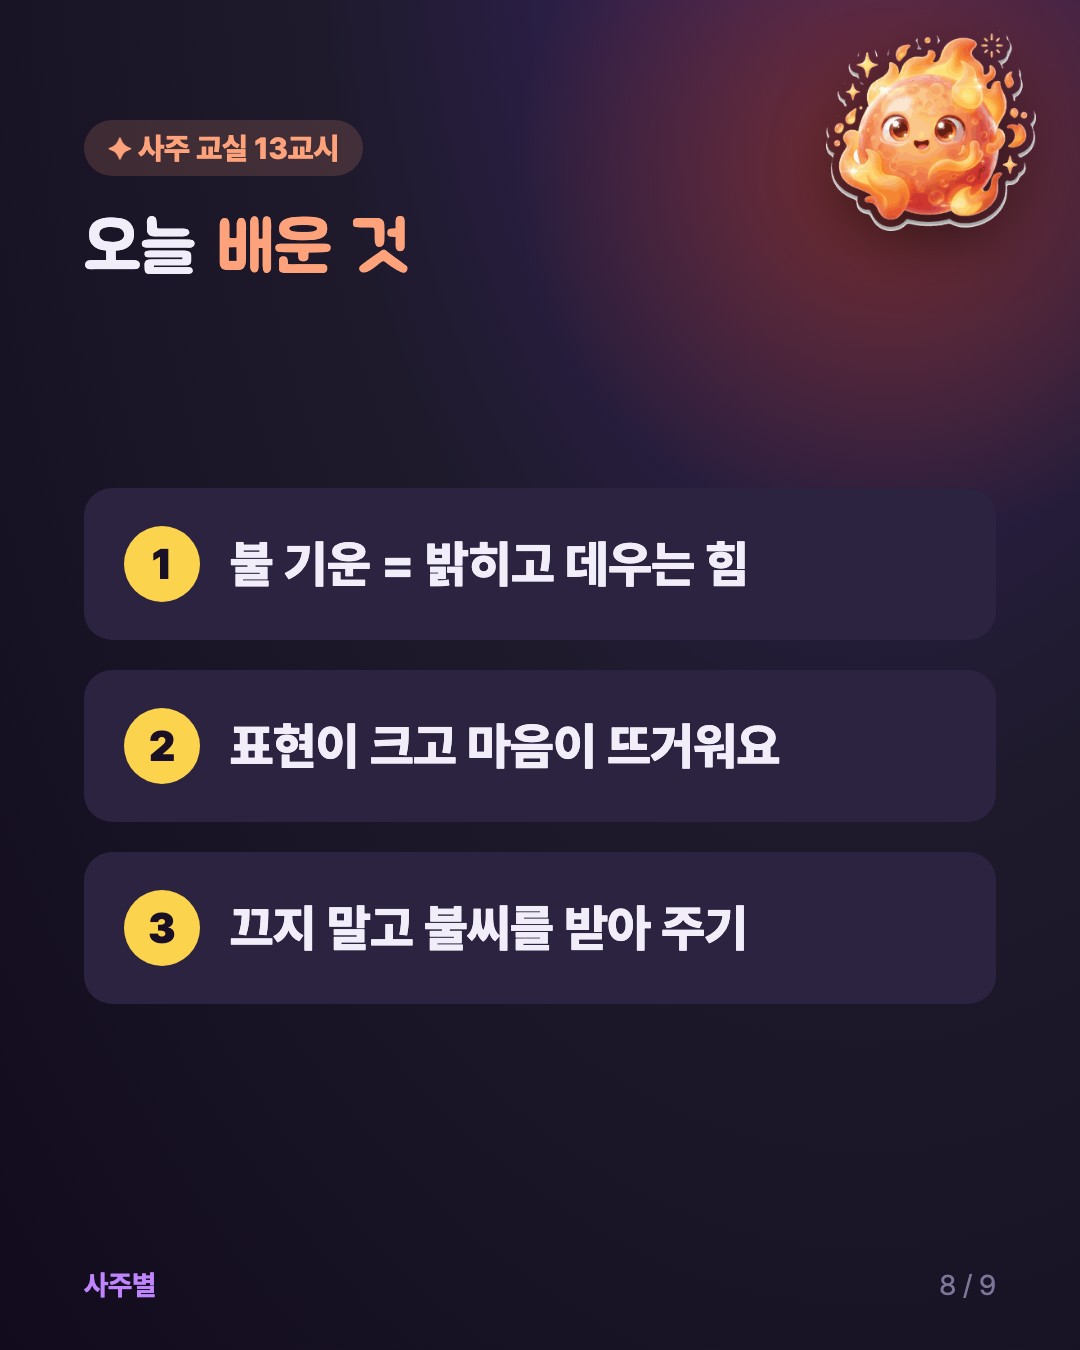 ✦ 사주 교실 13교시
오늘 배운 것
1 불 기운 = 밝히고 데우는 힘
2 표현이 크고 마음이 뜨거워요
3 끄지 말고 불씨를 받아 주기
사주별
8 / 9